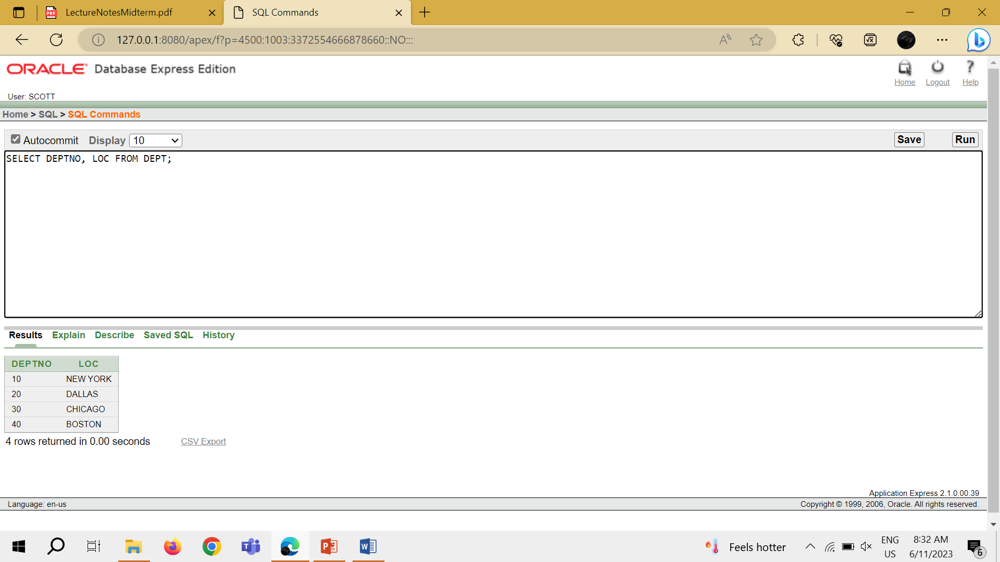 LectureNotesMidterm.pdf
SQL Commands
127.0.0.1:8080/apex/f?p=4500:1003:3372554666878660::NO:::
ORACLE Database Express Edition
Home Logout Help
User: SCOTT
Home > SQL > SQL Commands
Autocommit Display 10
Save Run
SELECT DEPTNO, LOC FROM DEPT;
Results Explain Describe Saved SQL History
DEPTNO LOC
10 NEW YORK
20 DALLAS
30 CHICAGO
40 BOSTON
4 rows returned in 0.00 seconds CSV Export
Application Express 2.1.0.00.39
Language: en-us Copyright © 1999, 2006, Oracle. All rights reserved.
Feels hotter
ENG 8:32 AM
US 6/11/2023
6